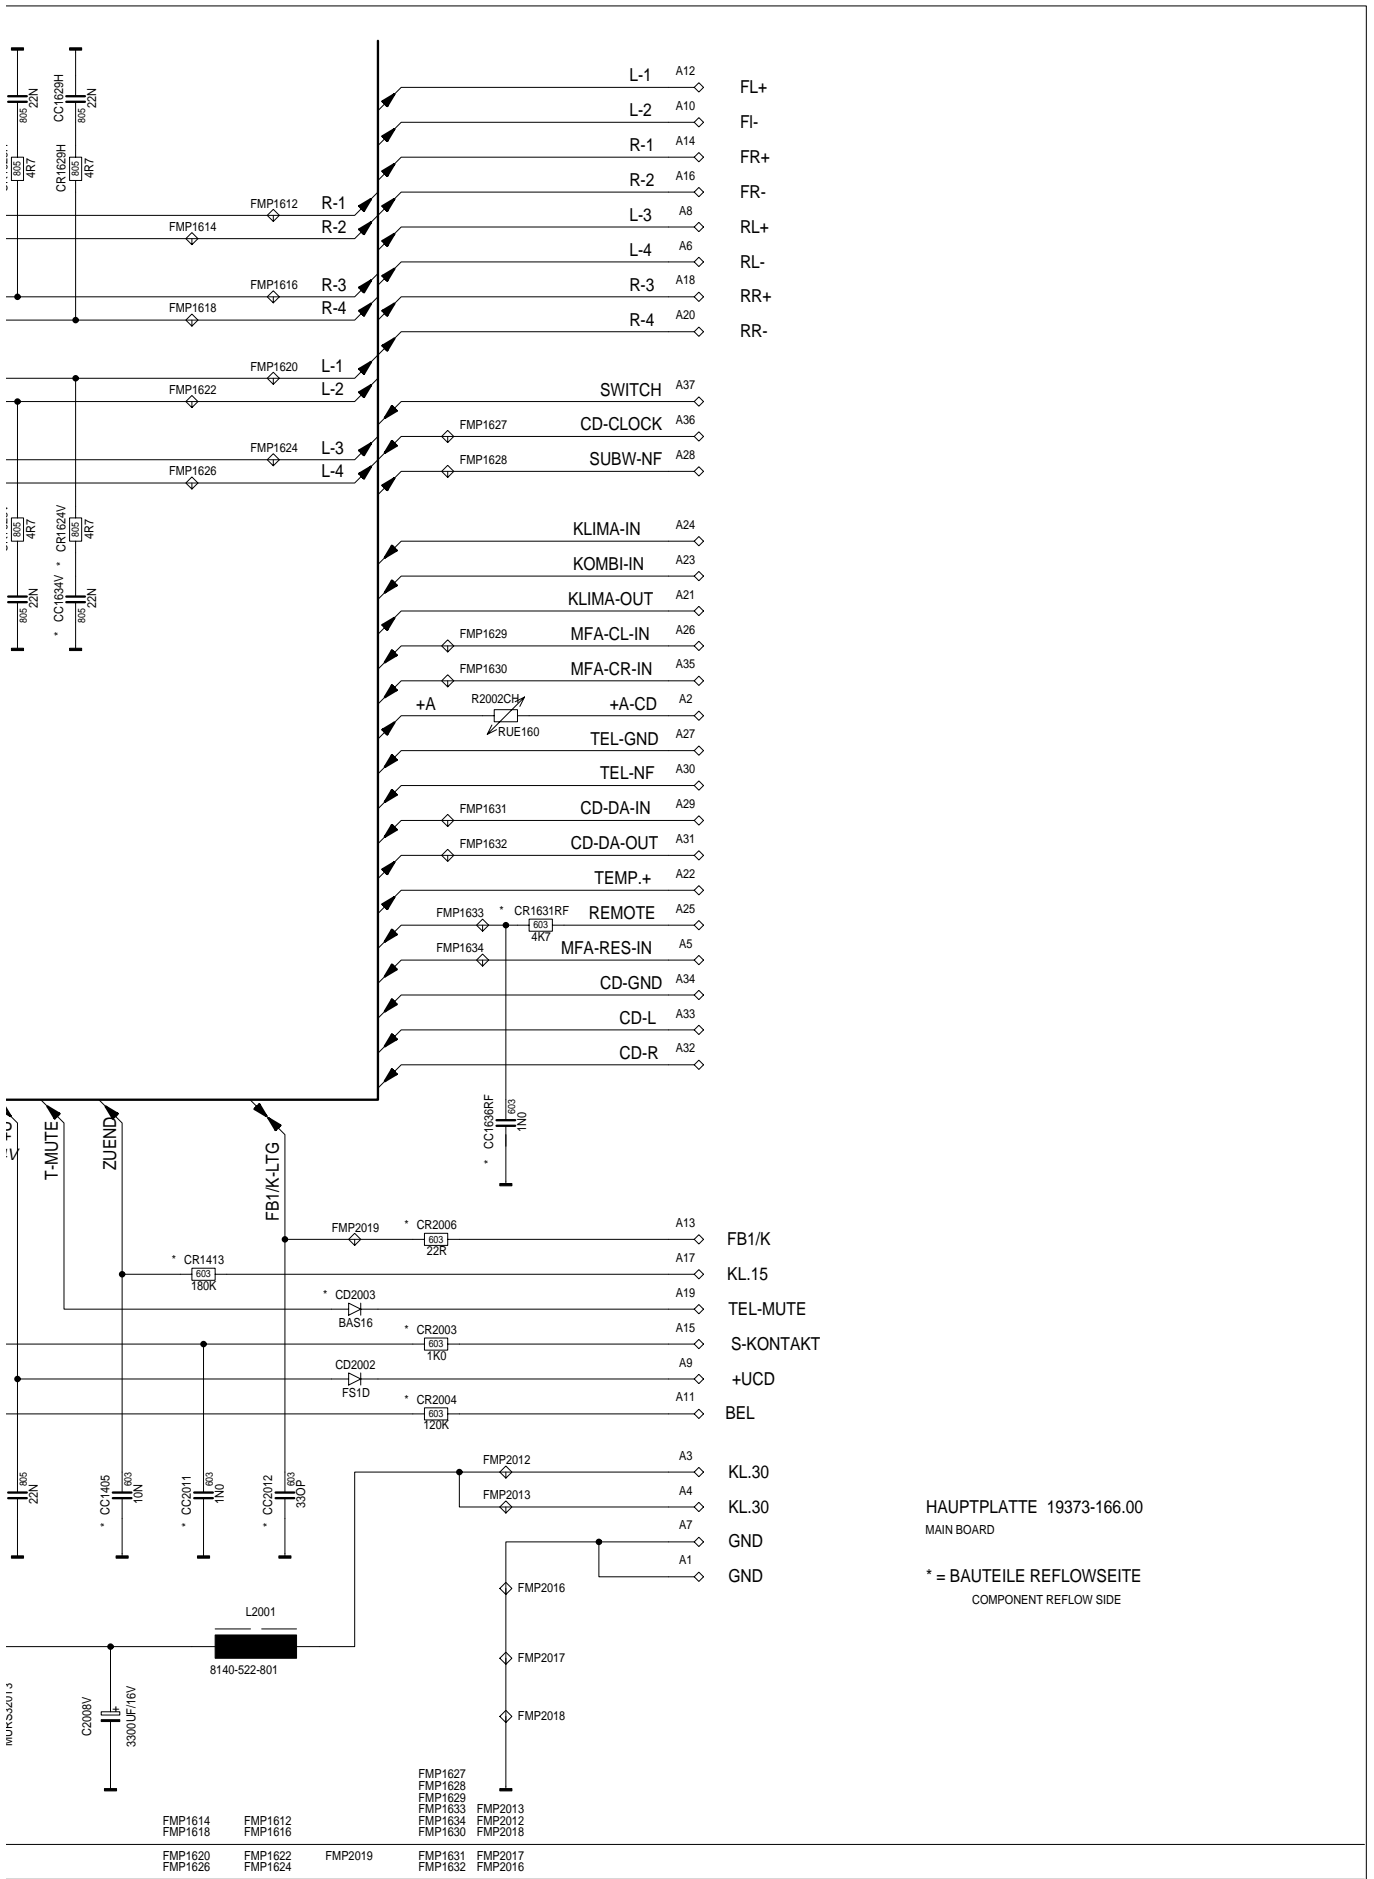 L-1 A12 FL+
L-2 A10 Fl-
R-1 A14 FR+
R-2 A16 FR-
L-3 A8 RL+
L-4 A6 RL-
R-3 A18 RR+
R-4 A20 RR-
SWITCH A37
FMP1627 CD-CLOCK A36
FMP1628 SUBW-NF A28
KLIMA-IN A24
KOMBI-IN A23
KLIMA-OUT A21
FMP1629 MFA-CL-IN A26
FMP1630 MFA-CR-IN A35
+A R2002CH RUE160 +A-CD A2
TEL-GND A27
TEL-NF A30
FMP1631 CD-DA-IN A29
FMP1632 CD-DA-OUT A31
TEMP.+ A22
FMP1633 * CR1631RF 603 4K7 REMOTE A25
FMP1634 MFA-RES-IN A5
CD-GND A34
CD-L A33
CD-R A32
* CC1636RF 603 1N0
805 22N
CC1629H 805 22N
805 4R7
CR1629H 805 4R7
FMP1612 R-1
FMP1614 R-2
FMP1616 R-3
FMP1618 R-4
FMP1620 L-1
FMP1622 L-2
FMP1624 L-3
FMP1626 L-4
805 4R7
* CR1624V 805 4R7
805 22N
* CC1634V 805 22N
T-MUTE
ZUEND
FB1/K-LTG
FMP2019 * CR2006 603 22R A13 FB1/K
* CR1413 603 180K A17 KL.15
* CD2003 BAS16 A19 TEL-MUTE
* CR2003 603 1K0 A15 S-KONTAKT
CD2002 FS1D A9 +UCD
* CR2004 603 120K A11 BEL
805 22N
* CC1405 603 10N
* CC2011 603 1N0
* CC2012 603 33OP
FMP2012 A3 KL.30
FMP2013 A4 KL.30
A7 GND
A1 GND
FMP2016
FMP2017
FMP2018
L2001
8140-522-801
C2008V + 3300UF/16V
HAUPTPLATTE 19373-166.00
MAIN BOARD
* = BAUTEILE REFLOWSEITE
COMPONENT REFLOW SIDE
FMP1627
FMP1628
FMP1629
FMP1633 FMP2013
FMP1614 FMP1612 FMP1634 FMP2012
FMP1618 FMP1616 FMP1630 FMP2018
FMP1620 FMP1622 FMP2019 FMP1631 FMP2017
FMP1626 FMP1624 FMP1632 FMP2016